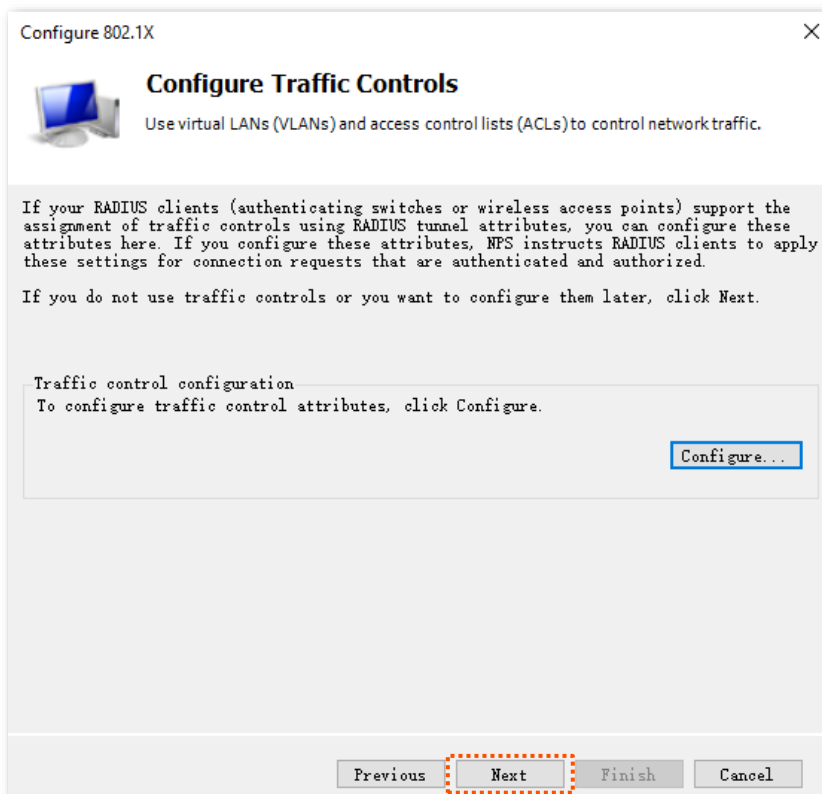 Configure 802.1X
Configure Traffic Controls
Use virtual LANs (VLANs) and access control lists (ACLs) to control network traffic.
If your RADIUS clients (authenticating switches or wireless access points) support the
assignment of traffic controls using RADIUS tunnel attributes, you can configure these
attributes here. If you configure these attributes, NPS instructs RADIUS clients to apply
these settings for connection requests that are authenticated and authorized.
If you do not use traffic controls or you want to configure them later, click Next.
Traffic control configuration
To configure traffic control attributes, click Configure.
Configure...
Previous Next Finish Cancel